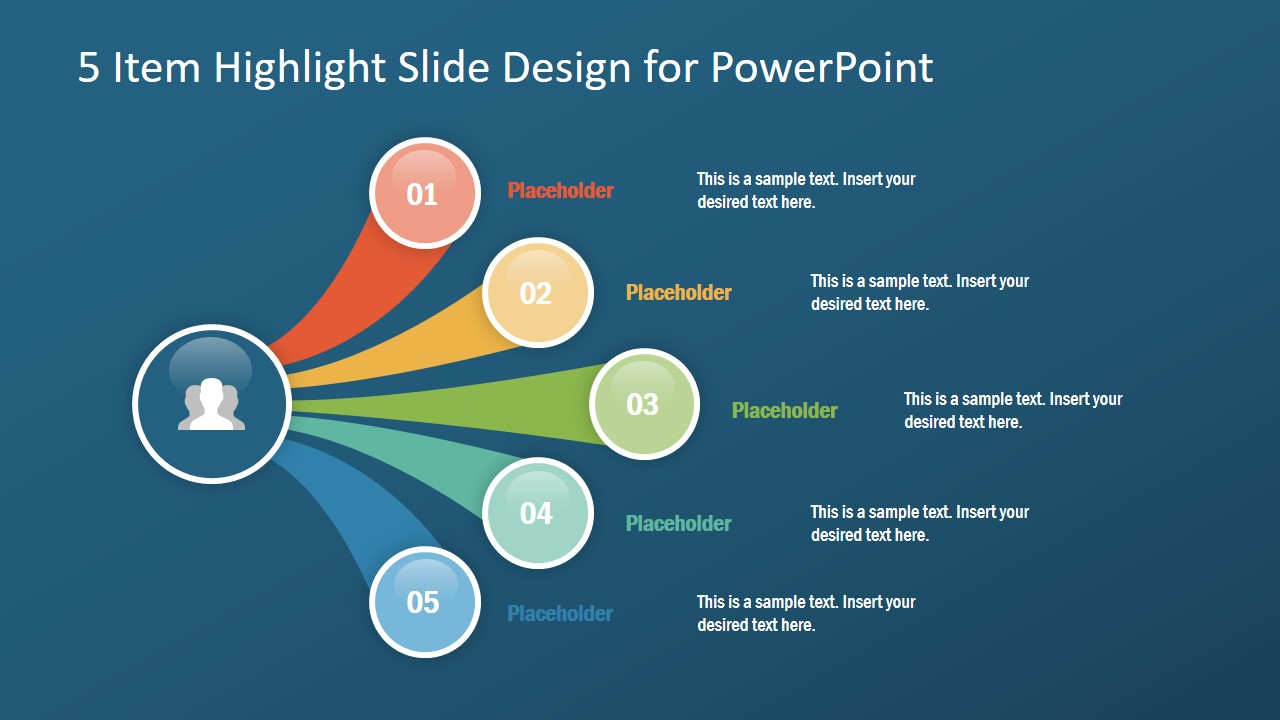 5 Item Highlight Slide Design for PowerPoint
01
Placeholder
This is a sample text. Insert your
desired text here.
02
Placeholder
This is a sample text. Insert your
desired text here.
03
Placeholder
This is a sample text. Insert your
desired text here.
04
Placeholder
This is a sample text. Insert your
desired text here.
05
Placeholder
This is a sample text. Insert your
desired text here.